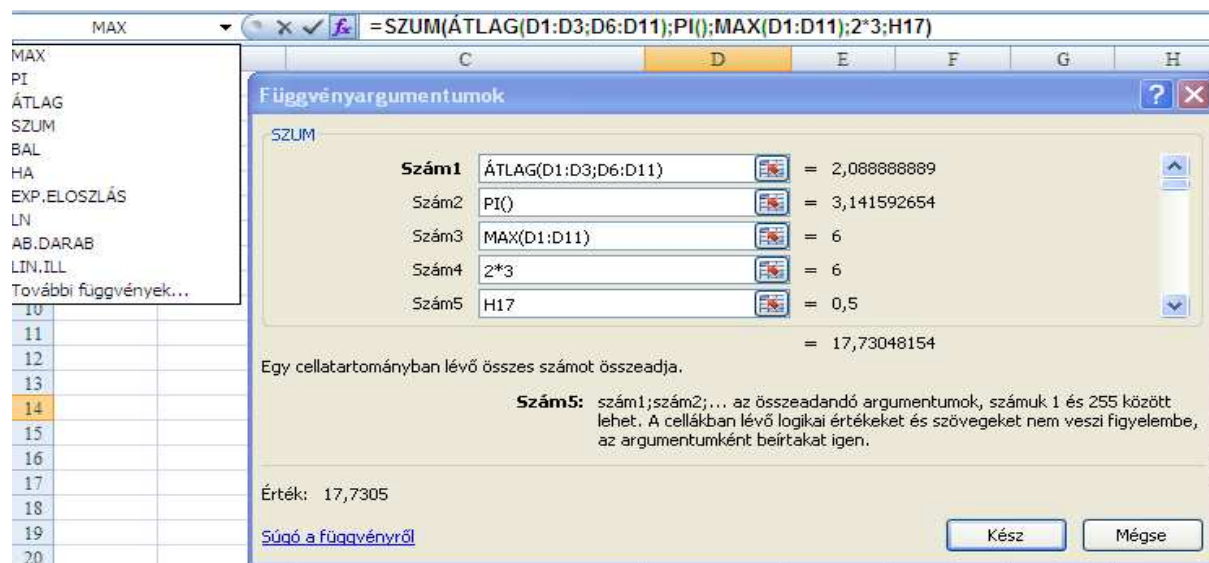 MAX
=SZUM(ÁTLAG(D1:D3;D6:D11);PI();MAX(D1:D11);2*3;H17)
MAX
PI
ÁTLAG
SZUM
BAL
HA
EXP.ELOSZLÁS
LN
AB.DARAB
LIN.ILL
További függvények...
C D E F G H
Függvényargumentumok
SZUM
Szám1 ÁTLAG(D1:D3;D6:D11) = 2,088888889
Szám2 PI() = 3,141592654
Szám3 MAX(D1:D11) = 6
Szám4 2*3 = 6
Szám5 H17 = 0,5
= 17,73048154
Egy cellatartományban lévő összes számot összeadja.
Szám5: szám1;szám2;... az összeadandó argumentumok, számuk 1 és 255 között
lehet. A cellákban lévő logikai értékeket és szövegeket nem veszi figyelembe,
az argumentumként beírtakat igen.
Érték: 17,7305
Súgó a függvényről
Kész
Mégse
10
11
12
13
14
15
16
17
18
19
20